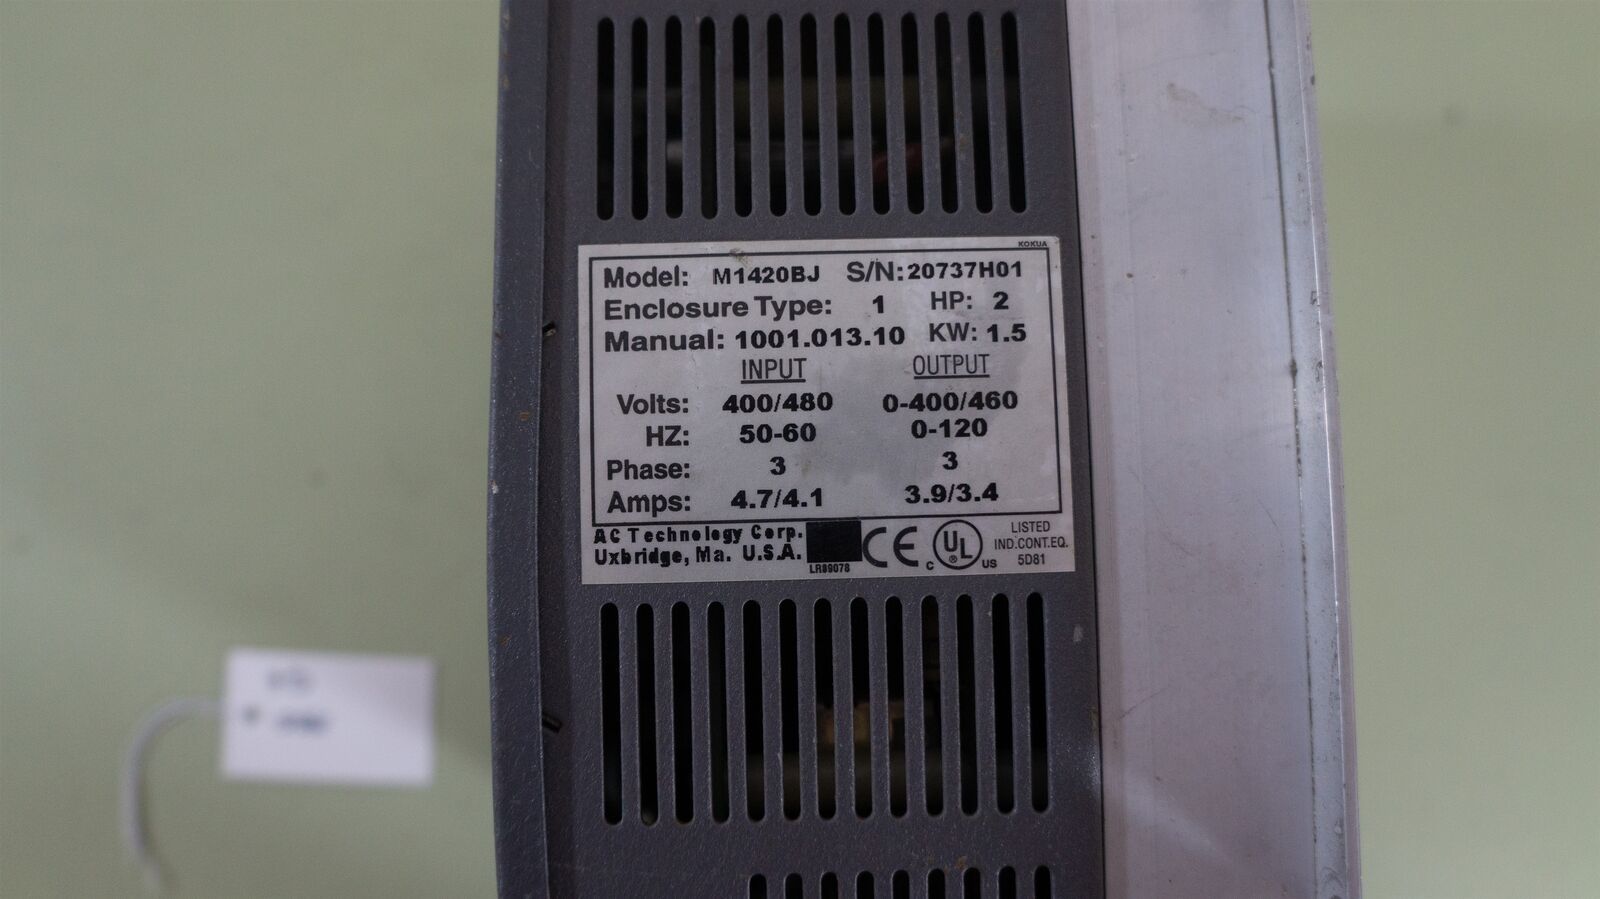 KOKUA
Model: M1420BJ S/N: 20737H01
Enclosure Type: 1 HP: 2
Manual: 1001.013.10 KW: 1.5
INPUT OUTPUT
Volts: 400/480 0-400/460
HZ: 50-60 0-120
Phase: 3 3
Amps: 4.7/4.1 3.9/3.4
AC Technology Corp.
Uxbridge, Ma. U.S.A.
LR89078
CE
C UL ® US
LISTED
IND.CONT.EQ.
5D81